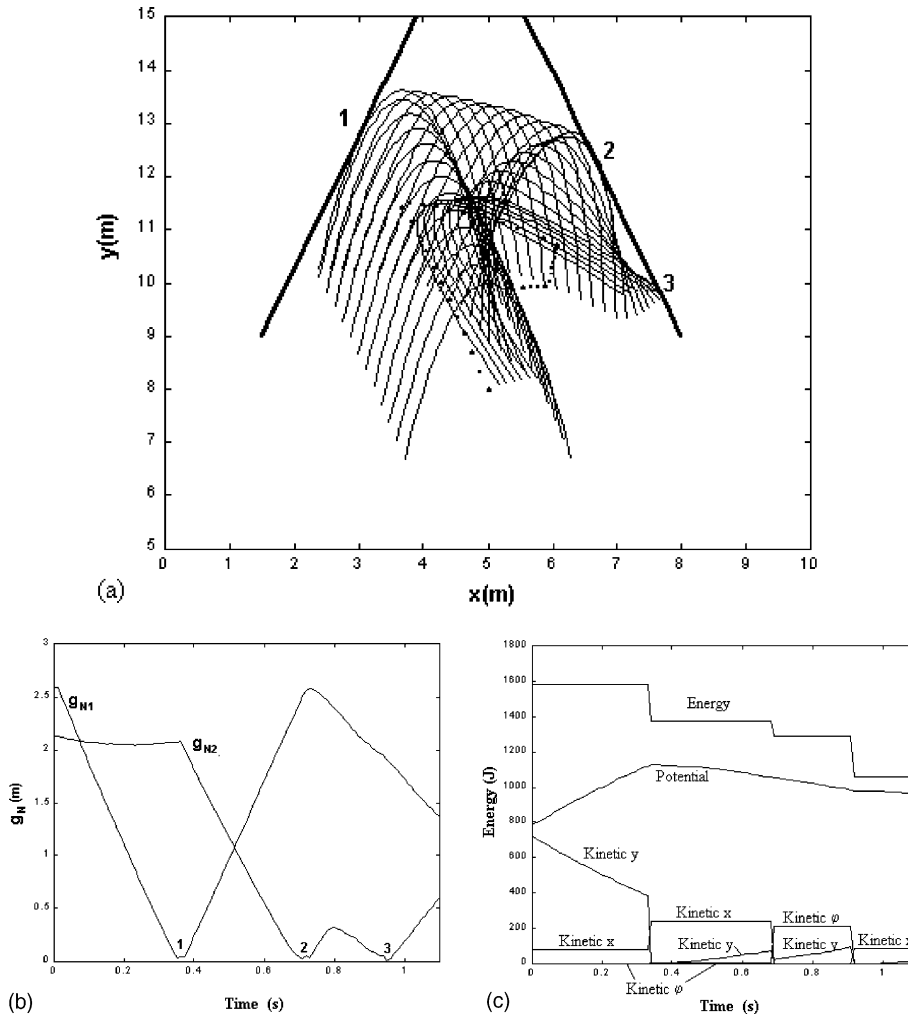 15
14
13
12
11
10
9
8
7
6
5
y(m)
1
2
3
0 1 2 3 4 5 6 7 8 9 10
x(m)
(a)
3
2.5
2
1.5
1
0.5
0
gN(m)
gN1
gN2
1 2 3
0 0.2 0.4 0.6 0.8 1
Time (s)
(b)
1800
1600
1400
1200
1000
800
600
400
200
0
Energy (J)
Energy
Potential
Kinetic y
Kinetic x
Kinetic φ
Kinetic x
Kinetic y
Kinetic y
Kinetic x
0 0.2 0.4 0.6 0.8 1
Kinetic φ
Time (s)
(c)